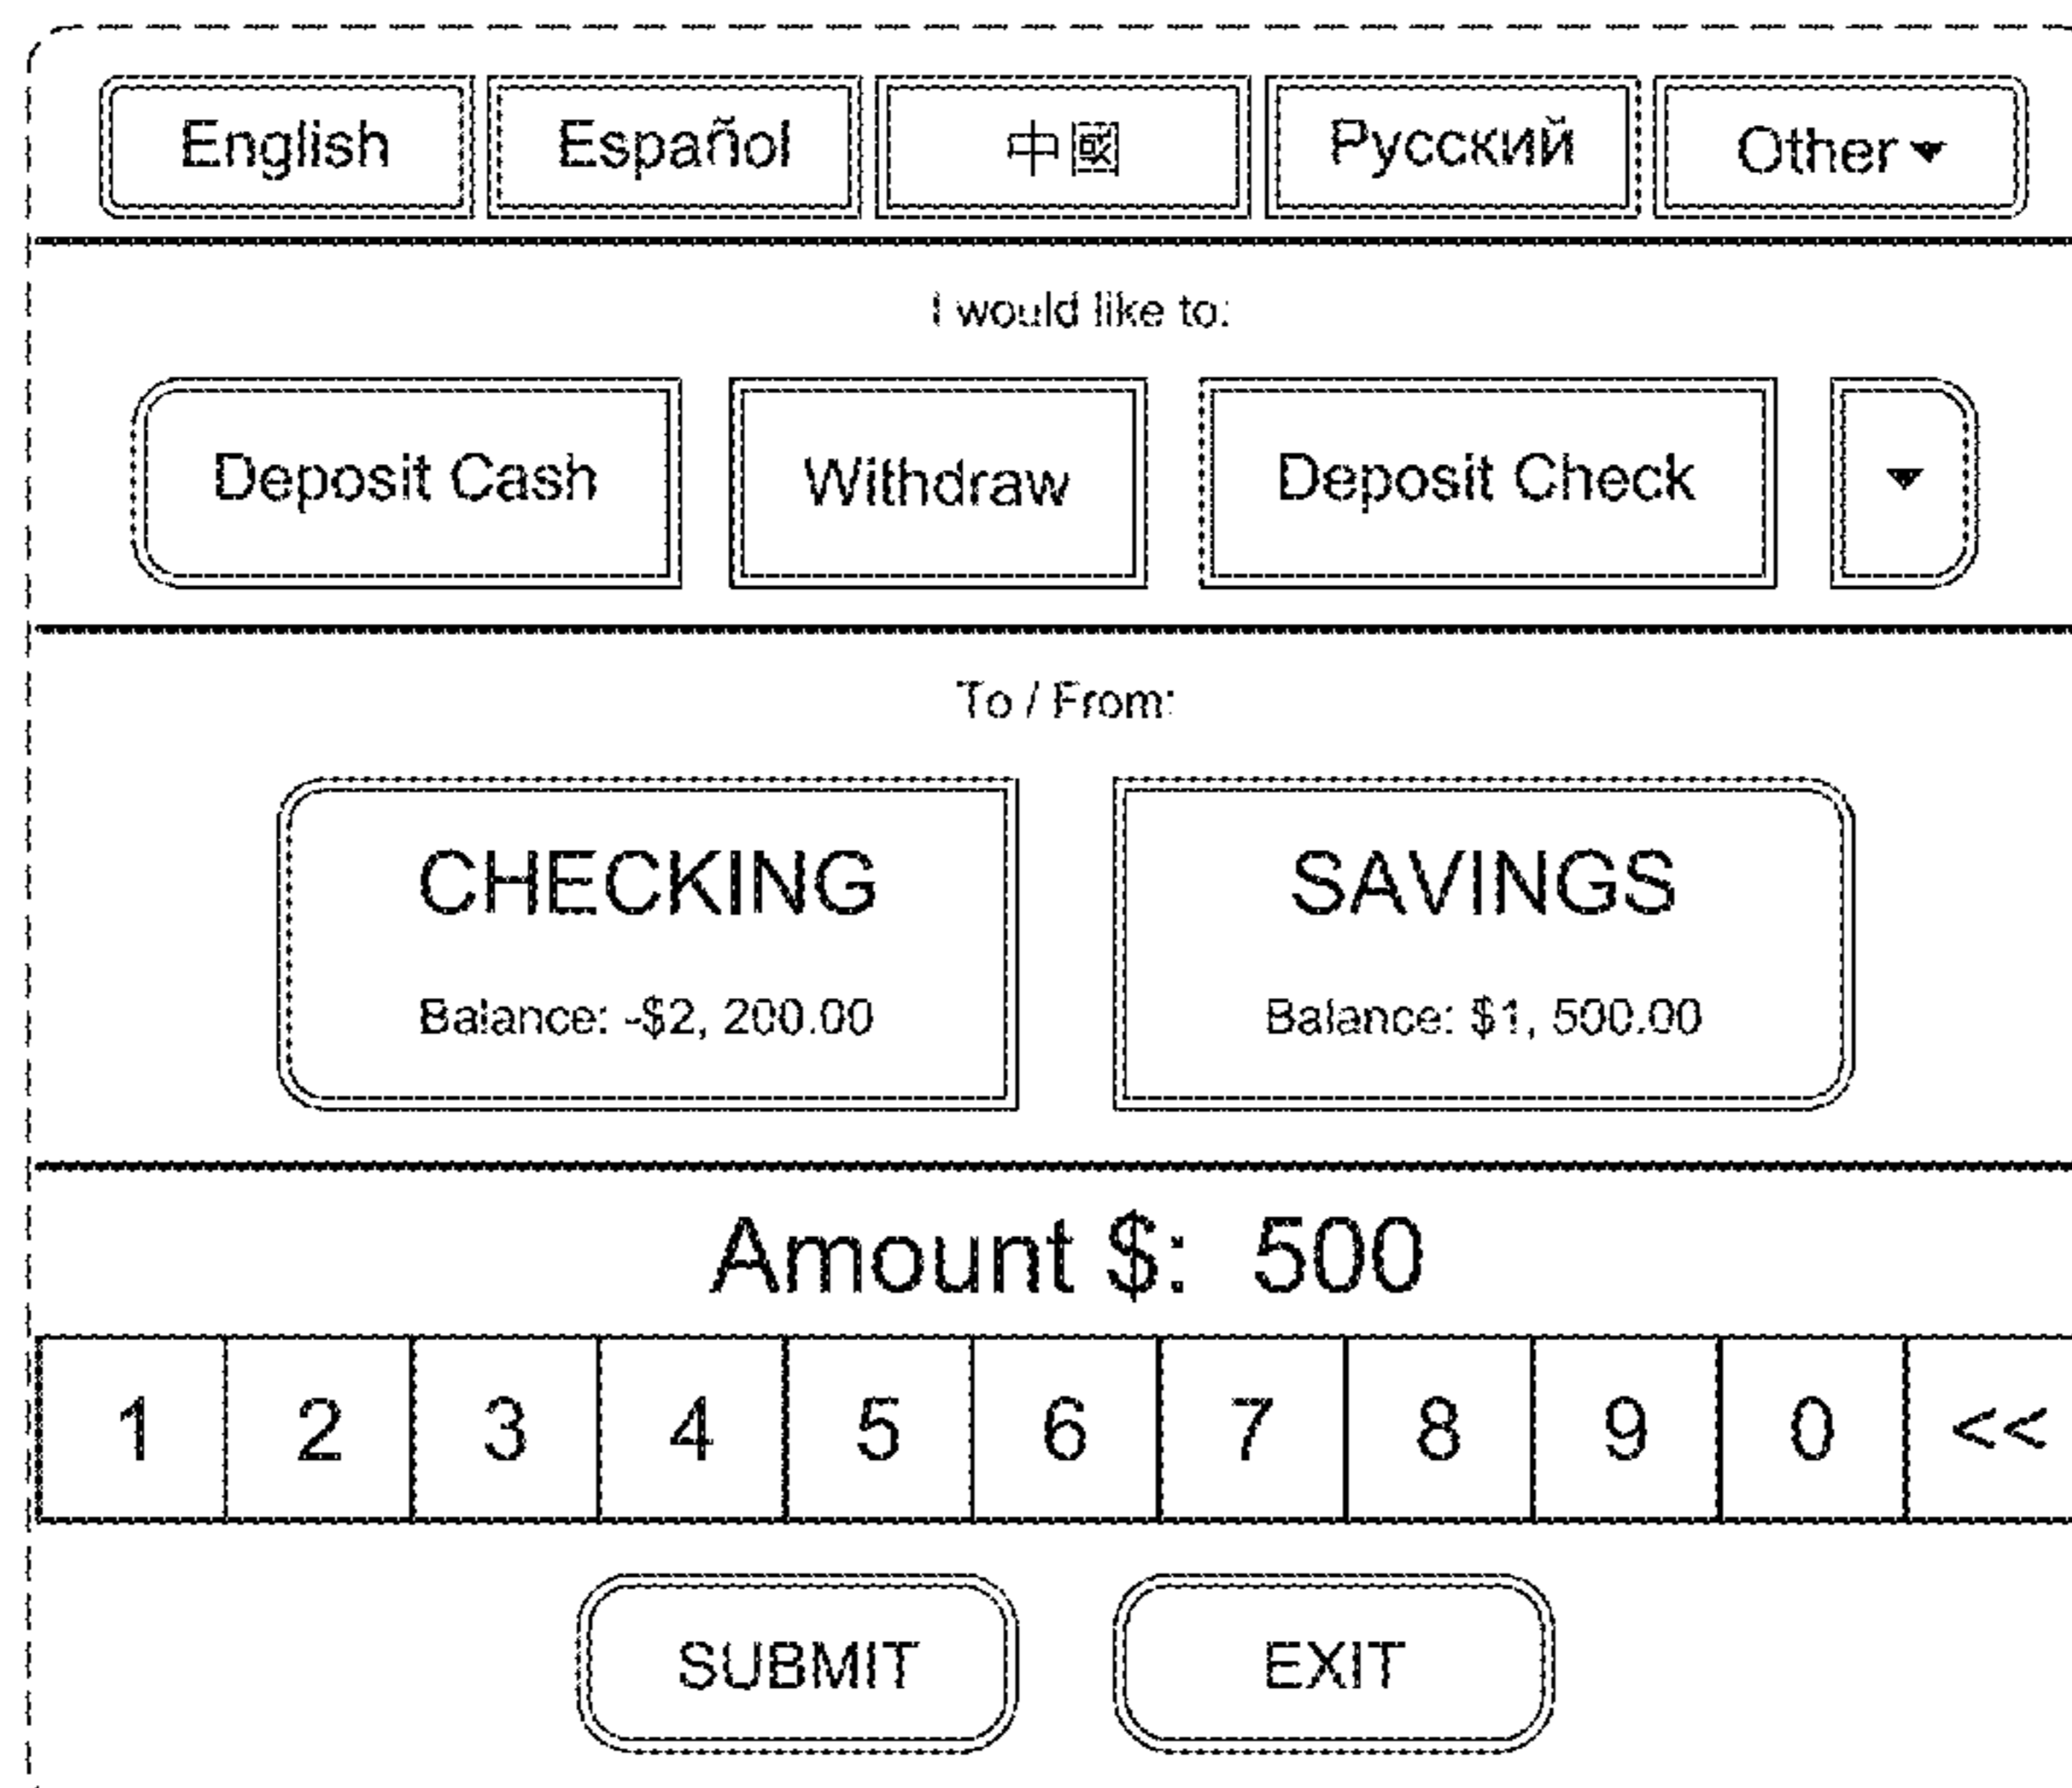 English Español 中國 Русский Other
I would like to:
Deposit Cash Withdraw Deposit Check
To / From:
CHECKING SAVINGS
Balance: -$2, 200.00 Balance: $1, 500.00
Amount $: 500
1 2 3 4 5 6 7 8 9 0 <<
SUBMIT EXIT